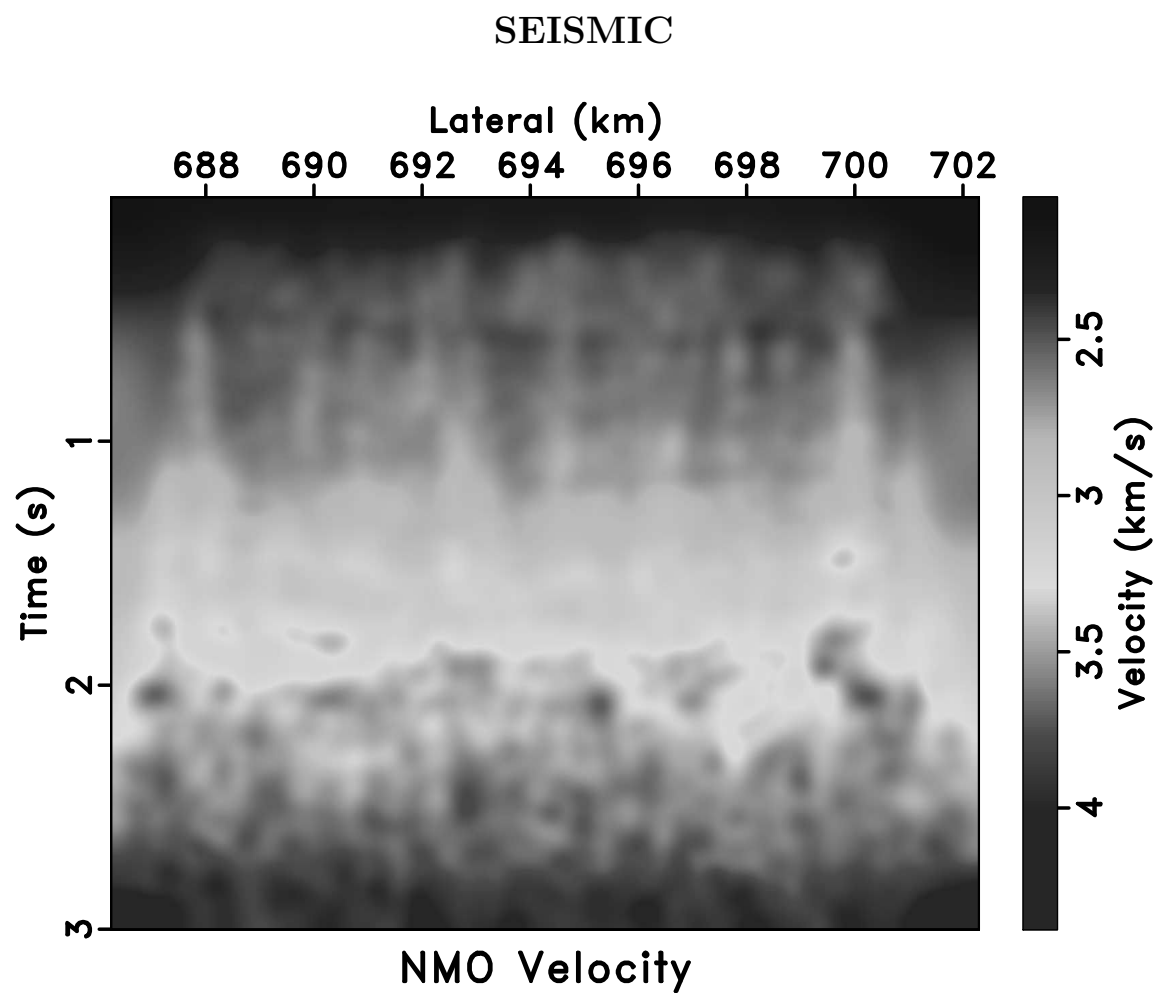 SEISMIC
Lateral (km)
688 690 692 694 696 698 700 702
Time (s)
1
2
3
2.5
3
3.5
4
Velocity (km/s)
NMO Velocity